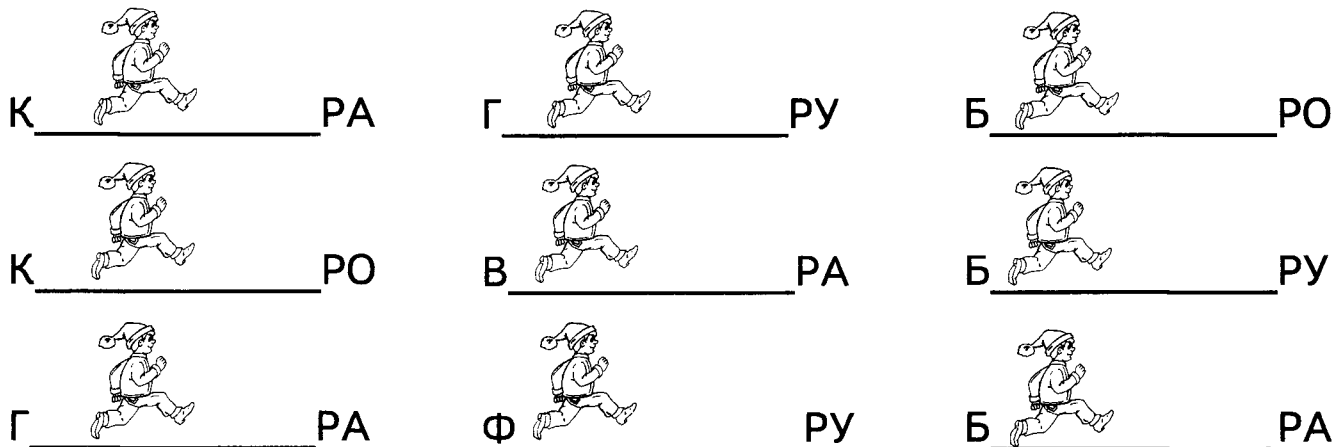 К РА Г РУ Б РО
К РО В РА Б РУ
Г РА Ф РУ Б РА